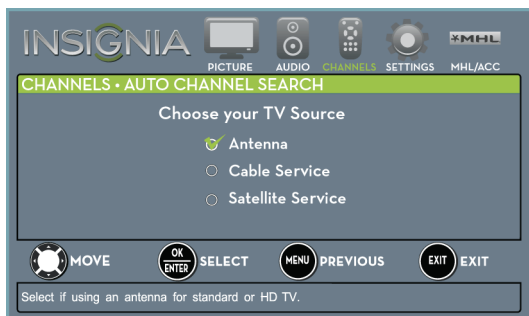 INSIGNIA
PICTURE AUDIO CHANNELS SETTINGS MHL MHL/ACC
CHANNELS • AUTO CHANNEL SEARCH
Choose your TV Source
Antenna
Cable Service
Satellite Service
MOVE OK ENTER SELECT MENU PREVIOUS EXIT EXIT
Select if using an antenna for standard or HD TV.